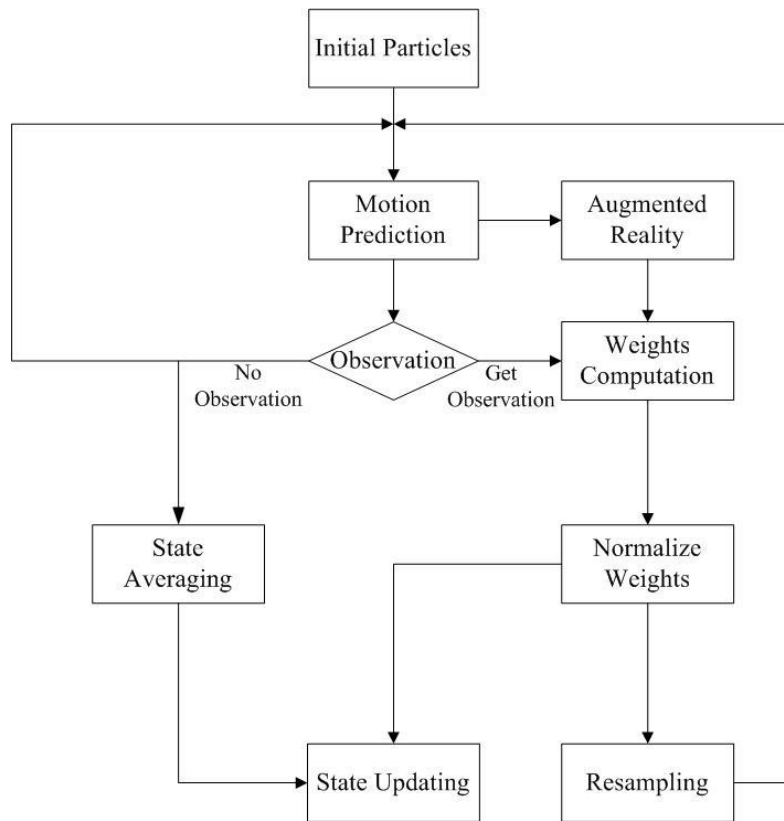 Initial Particles
Motion
Prediction
Augmented
Reality
Observation
No
Observation
Get
Observation
Weights
Computation
State
Averaging
Normalize
Weights
State Updating
Resampling